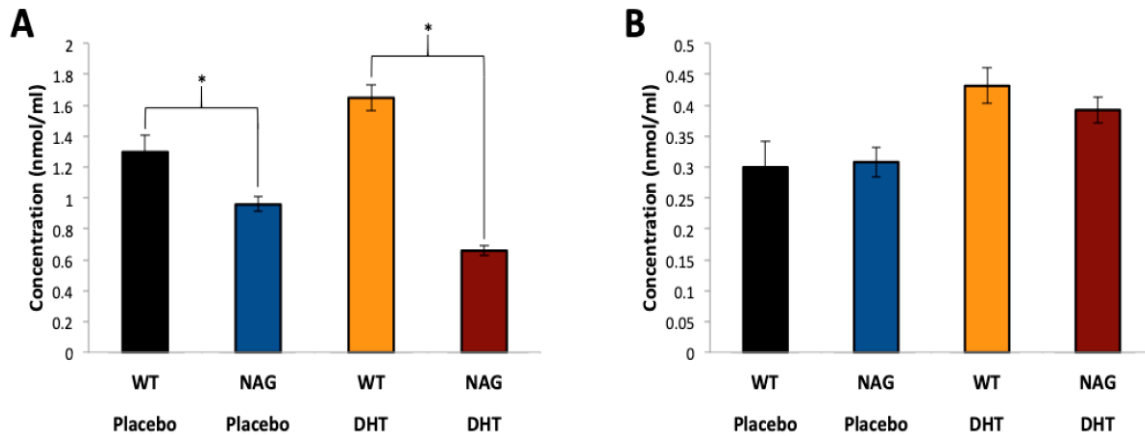 A
Concentration (nmol/ml)
2
1.8
1.6
1.4
1.2
1
0.8
0.6
0.4
0.2
0
*
*
WT
NAG
WT
NAG
Placebo
Placebo
DHT
DHT
B
Concentration (nmol/ml)
0.5
0.45
0.4
0.35
0.3
0.25
0.2
0.15
0.1
0.05
0
WT
NAG
WT
NAG
Placebo
Placebo
DHT
DHT